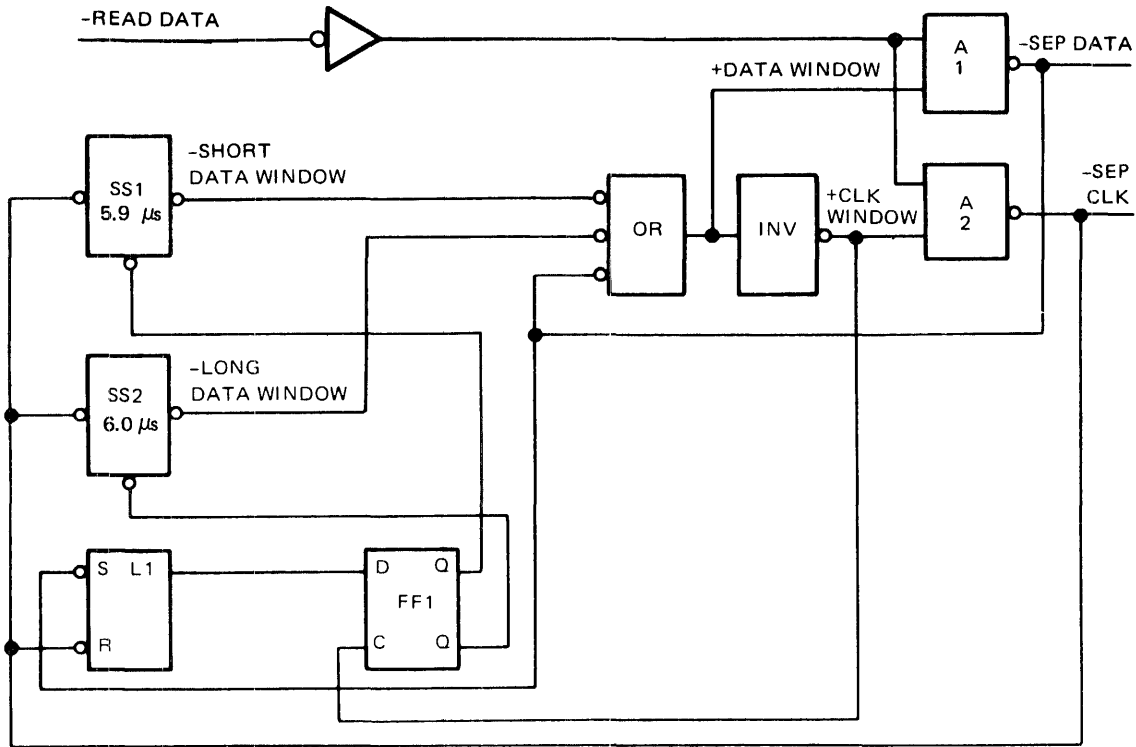 -READ DATA
A
1
-SEP DATA
+DATA WINDOW
-SHORT
DATA WINDOW
SS1
5.9 μs
OR
INV
+CLK
WINDOW
A
2
-SEP
CLK
-LONG
DATA WINDOW
SS2
6.0 μs
S L1
R
D Q
FF1
C Q